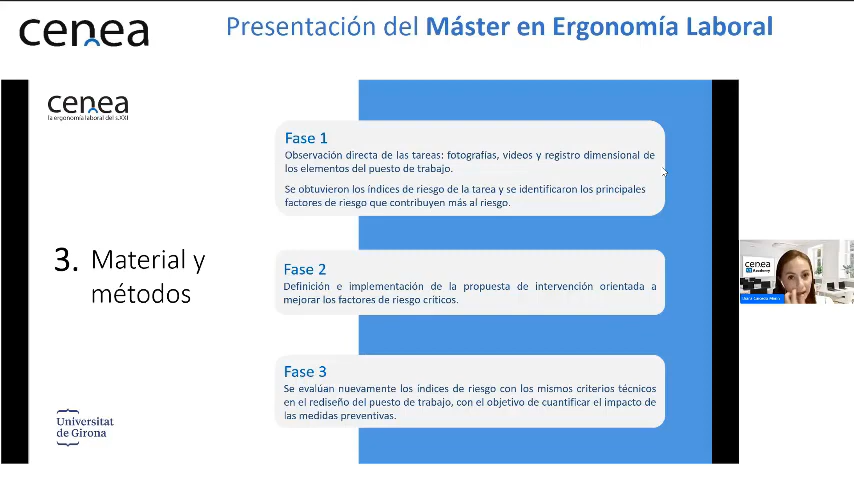 cenea
Presentación del Máster en Ergonomía Laboral
cenea
la ergonomía laboral del s.XXI
Fase 1
Observación directa de las tareas: fotografías, videos y registro dimensional de
los elementos del puesto de trabajo.
Se obtuvieron los índices de riesgo de la tarea y se identificaron los principales
factores de riesgo que contribuyen más al riesgo.
3. Material y
métodos
Fase 2
Definición e implementación de la propuesta de intervención orientada a
mejorar los factores de riesgo críticos.
Fase 3
Se evalúan nuevamente los índices de riesgo con los mismos criterios técnicos
en el rediseño del puesto de trabajo, con el objetivo de cuantificar el impacto de
las medidas preventivas.
Universitat
de Girona
cenea
Academy